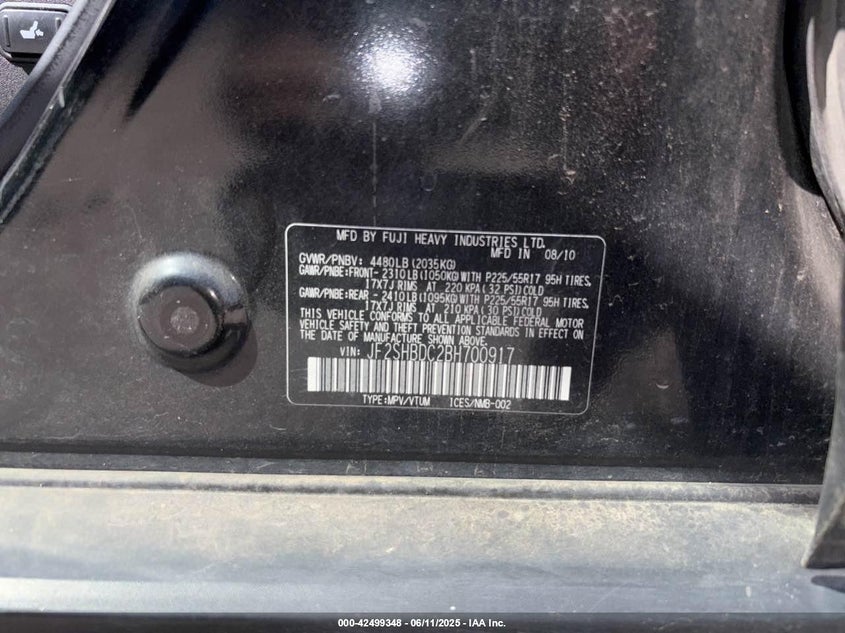 MFD BY FUJI HEAVY INDUSTRIES LTD.
MFD IN 08/10
GVWR/PNBV: 4480LB(2035KG)
GAWR/PNBE:FRONT- 2310LB(1050KG)WITH P225/55R17 95H TIRES,
17X7J RIMS AT 220 KPA(32 PSI)COLD
GAWR/PNBE:REAR - 2410LB(1095KG)WITH P225/55R17 95H TIRES,
17X7J RIMS AT 210 KPA(30 PSI)COLD
THIS VEHICLE CONFORMS TO ALL APPLICABLE FEDERAL MOTOR
VEHICLE SAFETY AND THEFT PREVENTION STANDARDS IN EFFECT ON
THE DATE OF MANUFACTURE SHOWN ABOVE.
VIN: JF2SHBDC2BH700917
TYPE:MPV/VTUM ICES/NMB-002
000-42499348 - 06/11/2025 - IAA Inc.